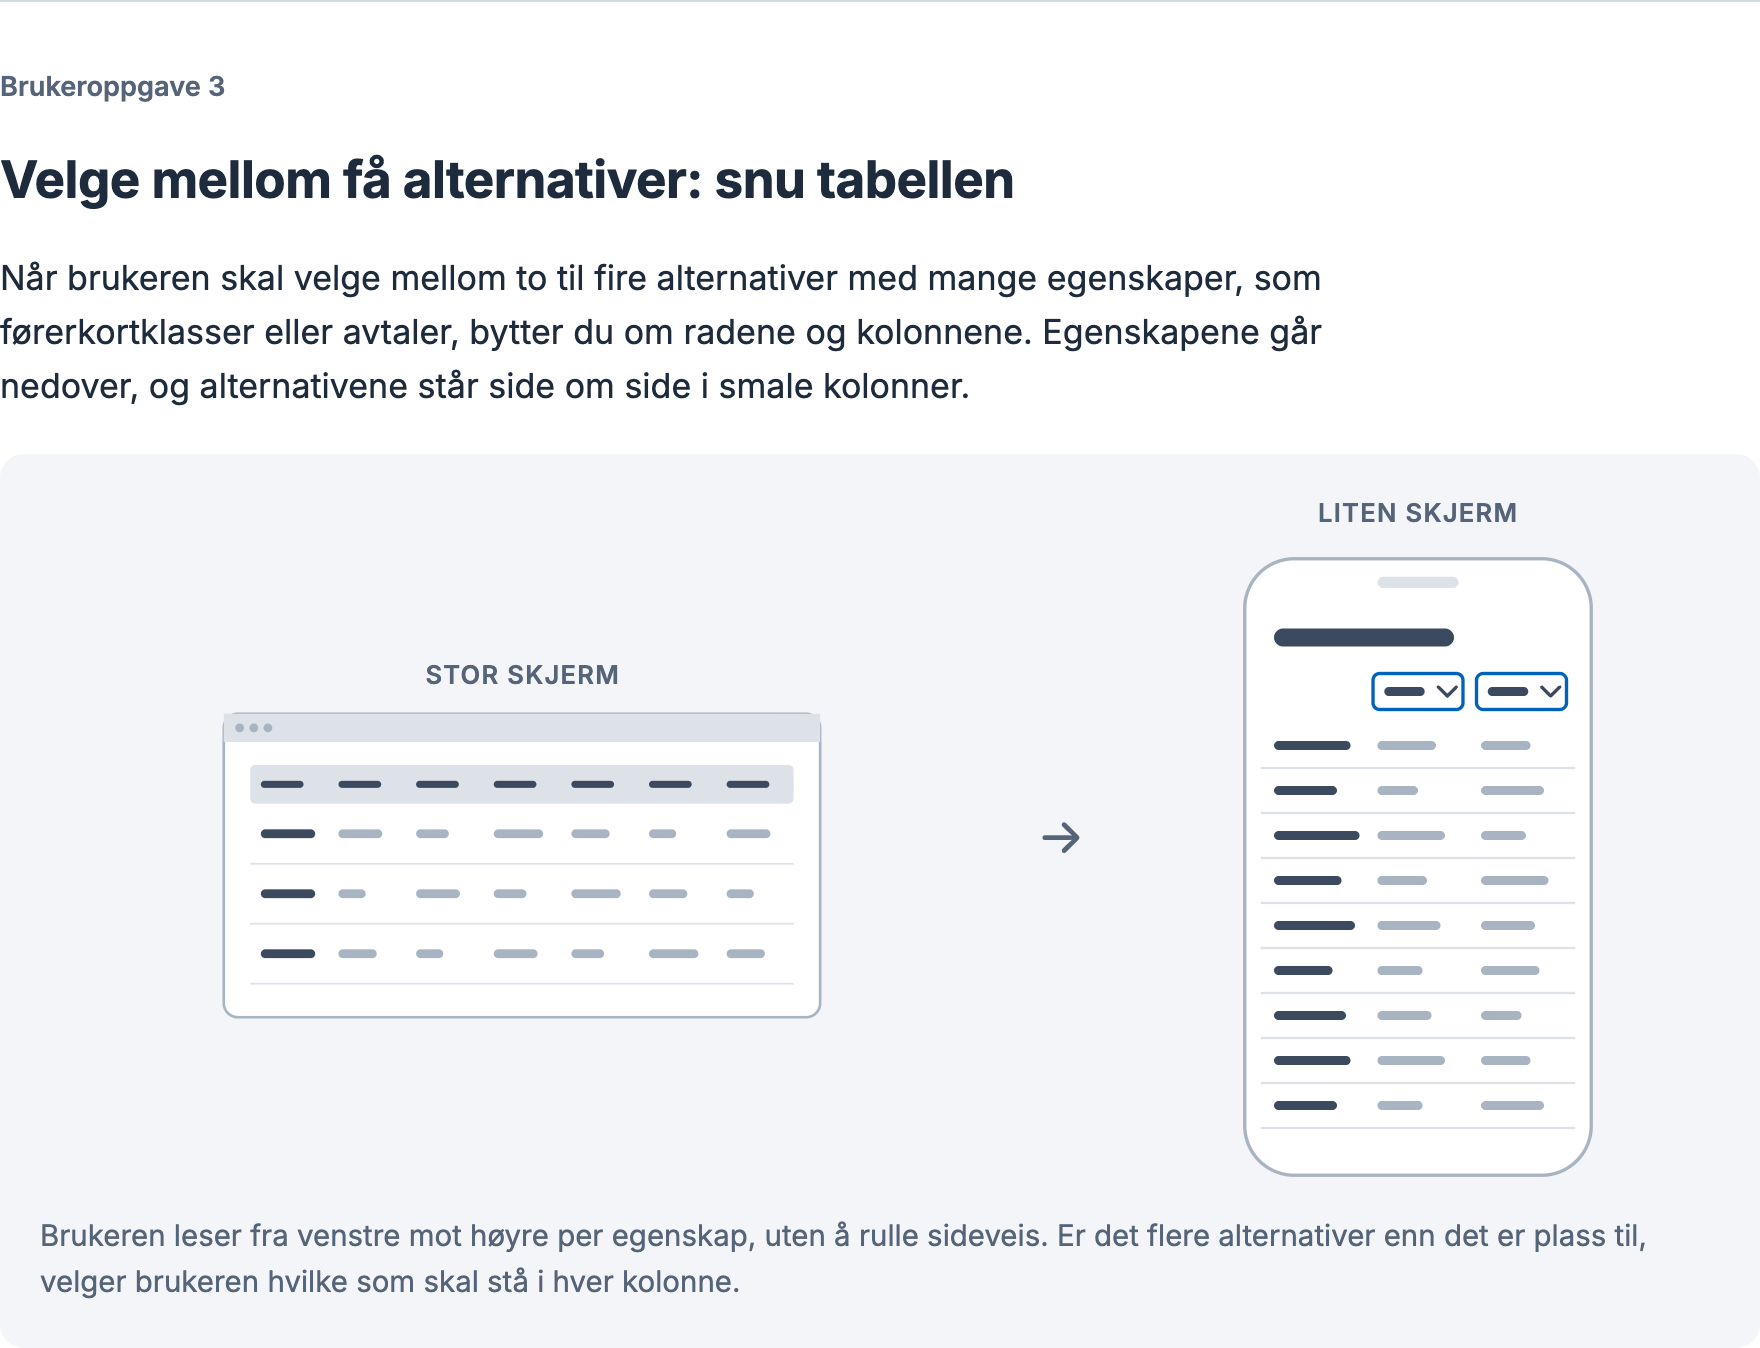 Brukeroppgave 3
Velge mellom få alternativer: snu tabellen
Når brukeren skal velge mellom to til fire alternativer med mange egenskaper, som
førerkortklasser eller avtaler, bytter du om radene og kolonnene. Egenskapene går
nedover, og alternativene står side om side i smale kolonner.
LITEN SKJERM
STOR SKJERM
Brukeren leser fra venstre mot høyre per egenskap, uten å rulle sideveis. Er det flere alternativer enn det er plass til,
velger brukeren hvilke som skal stå i hver kolonne.